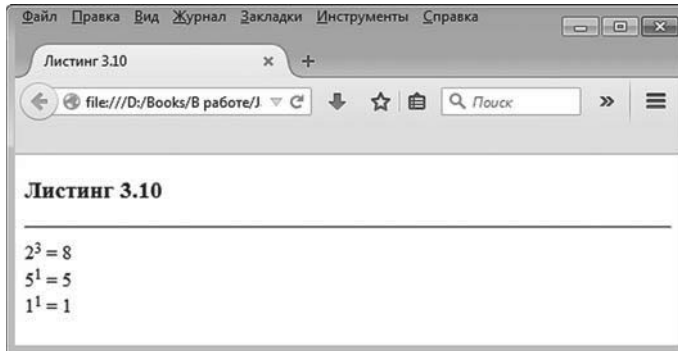 Файл Правка Вид Журнал Закладки Инструменты Справка
Листинг 3.10
file:///D:/Books/В работе/J Поиск
Листинг 3.10
2³ = 8
5¹ = 5
1¹ = 1